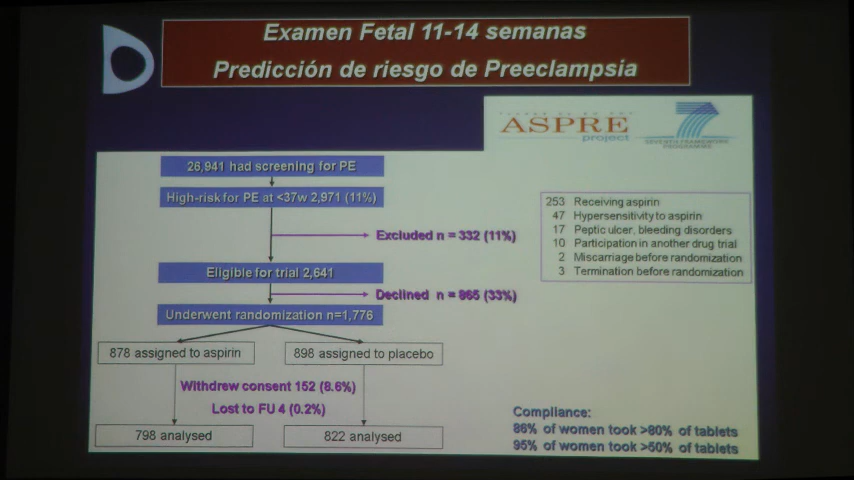 Examen Fetal 11-14 semanas
Predicción de riesgo de Preeclampsia
ASPRE
project
7
SEVENTH FRAMEWORK
PROGRAMME
26,941 had screening for PE
High-risk for PE at <37w 2,971 (11%)
Excluded n = 332 (11%)
253 Receiving aspirin
47 Hypersensitivity to aspirin
17 Peptic ulcer, bleeding disorders
10 Participation in another drug trial
2 Miscarriage before randomization
3 Termination before randomization
Eligible for trial 2,641
Declined n = 865 (33%)
Underwent randomization n=1,776
878 assigned to aspirin
898 assigned to placebo
Withdrew consent 152 (8.6%)
Lost to FU 4 (0.2%)
798 analysed
822 analysed
Compliance:
86% of women took >80% of tablets
95% of women took >50% of tablets